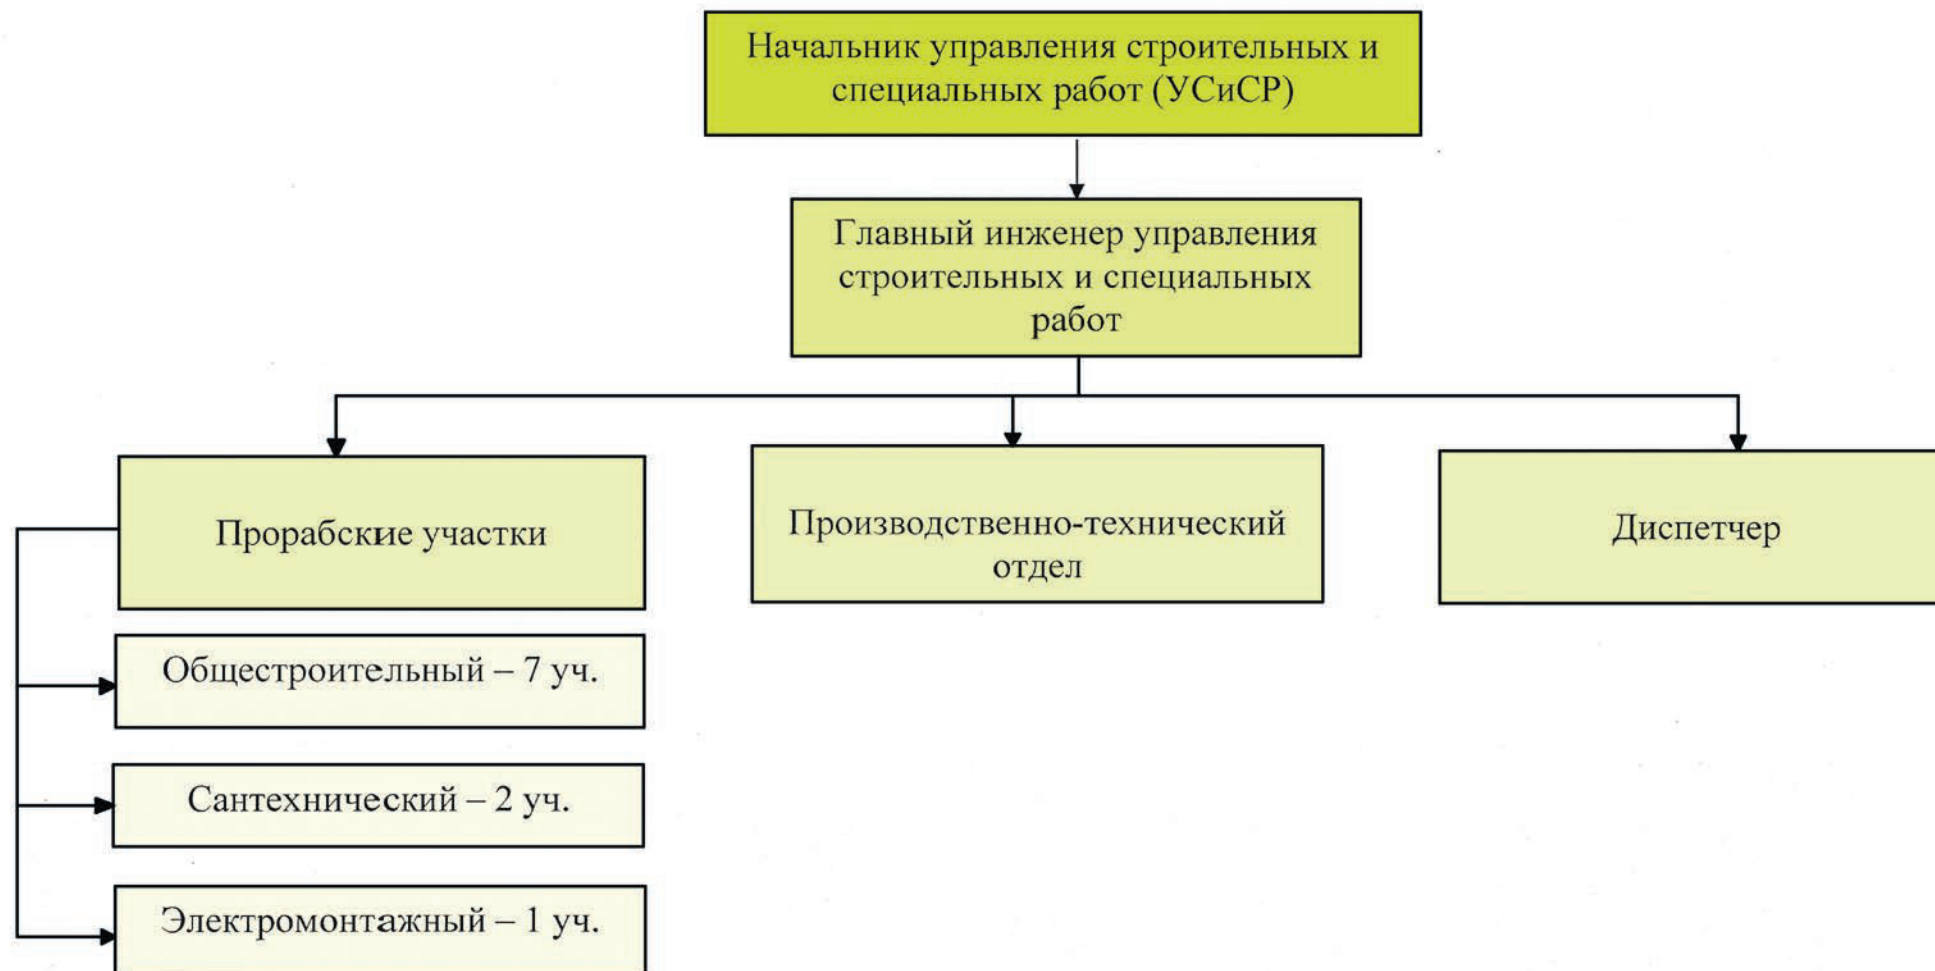 Начальник управления строительных и
специальных работ (УСиСР)
Главный инженер управления
строительных и специальных
работ
Прорабские участки
Производственно-технический
отдел
Диспетчер
Общестроительный – 7 уч.
Сантехнический – 2 уч.
Электромонтажный – 1 уч.